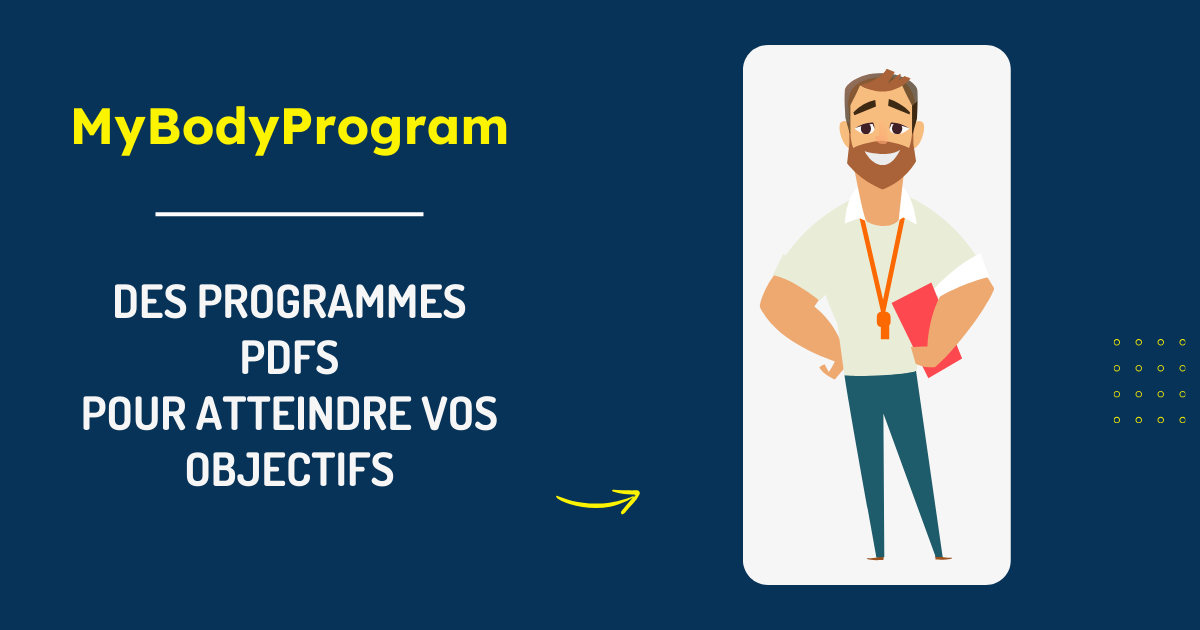 MyBodyProgram
DES PROGRAMMES
PDFS
POUR ATTEINDRE VOS
OBJECTIFS